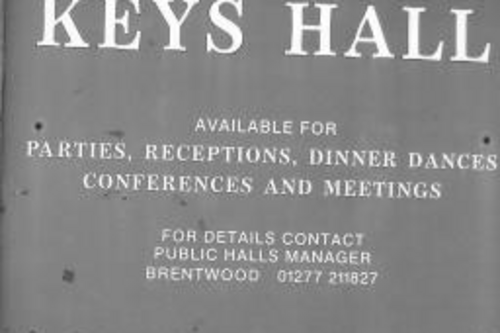 KEYS HALL
AVAILABLE FOR
PARTIES, RECEPTIONS, DINNER DANCES
CONFERENCES AND MEETINGS
FOR DETAILS CONTACT
PUBLIC HALLS MANAGER
BRENTWOOD 01277 211827